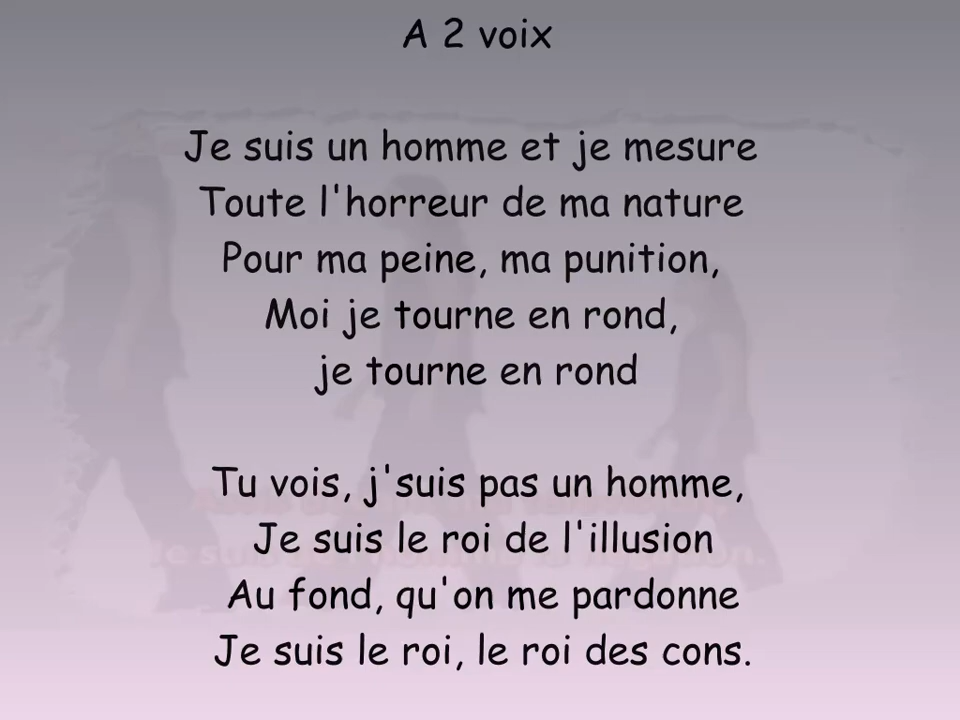 A 2 voix
Je suis un homme et je mesure
Toute l'horreur de ma nature
Pour ma peine, ma punition,
Moi je tourne en rond,
je tourne en rond
Tu vois, j'suis pas un homme,
Je suis le roi de l'illusion
Au fond, qu'on me pardonne
Je suis le roi, le roi des cons.